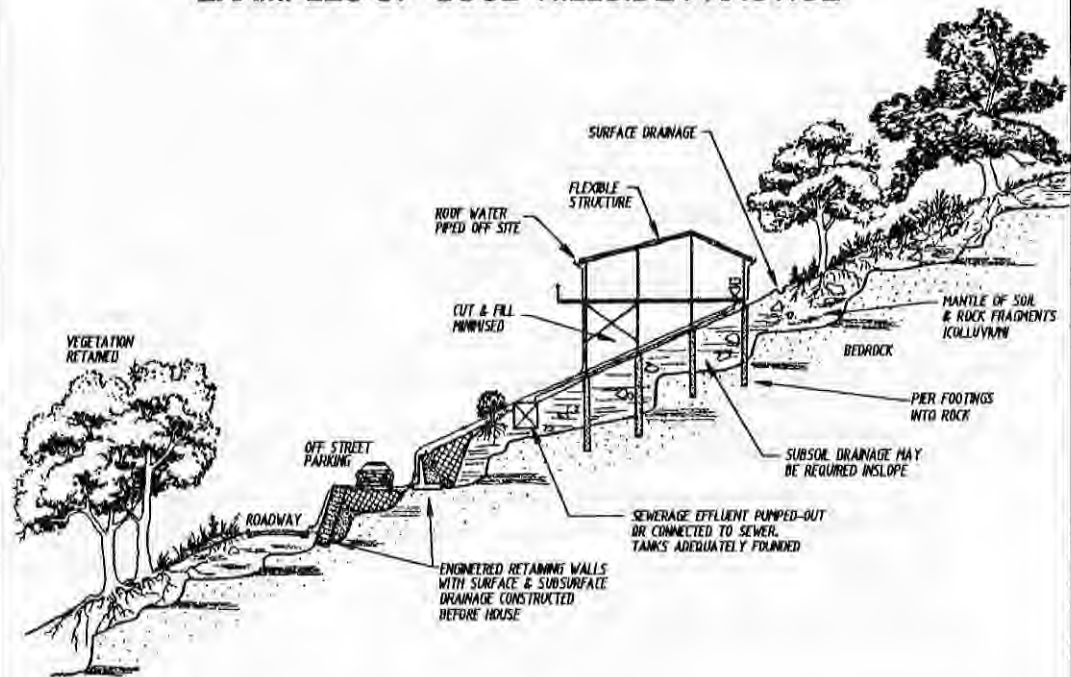 SURFACE DRAINAGE
FLEXIBLE
STRUCTURE
ROOF WATER
PIPED OFF SITE
CUT & FILL
MINIMISED
MANTLE OF SOIL
& ROCK FRAGMENTS
(COLLUVIUM)
BEDROCK
VEGETATION
RETAINED
PIER FOOTINGS
INTO ROCK
OFF STREET
PARKING
SUBSOIL DRAINAGE MAY
BE REQUIRED INSLOPE
ROADWAY
SEWERAGE EFFLUENT PUMPED-OUT
OR CONNECTED TO SEWER.
TANKS ADEQUATELY FOUNDED
ENGINEERED RETAINING WALLS
WITH SURFACE & SUBSURFACE
DRAINAGE CONSTRUCTED
BEFORE HOUSE